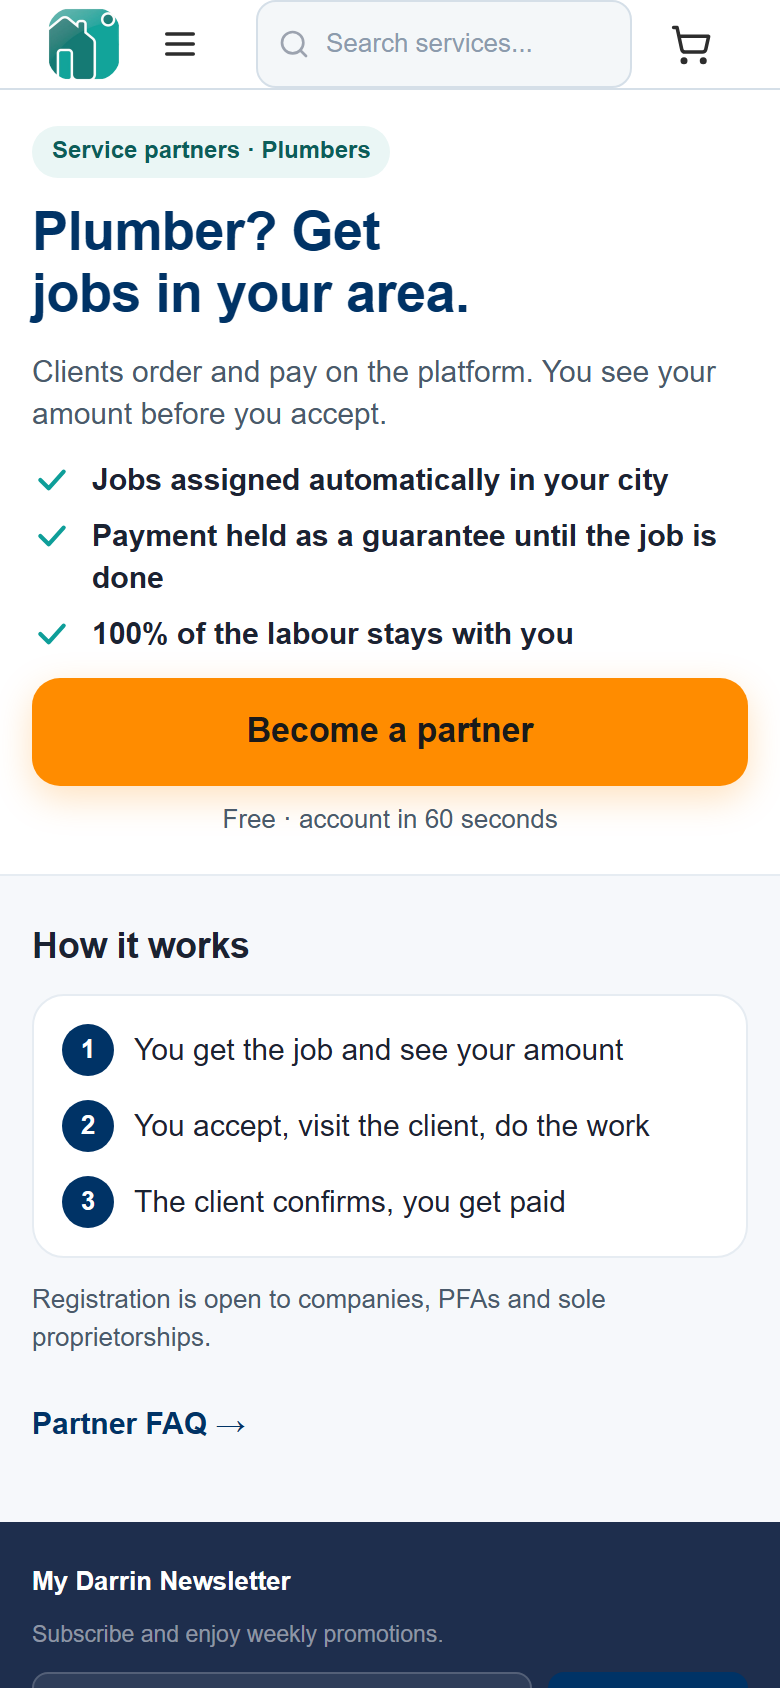 Search services...
Service partners · Plumbers
Plumber? Get
jobs in your area.
Clients order and pay on the platform. You see your
amount before you accept.
Jobs assigned automatically in your city
Payment held as a guarantee until the job is
done
100% of the labour stays with you
Become a partner
Free · account in 60 seconds
How it works
1 You get the job and see your amount
2 You accept, visit the client, do the work
3 The client confirms, you get paid
Registration is open to companies, PFAs and sole
proprietorships.
Partner FAQ →
My Darrin Newsletter
Subscribe and enjoy weekly promotions.